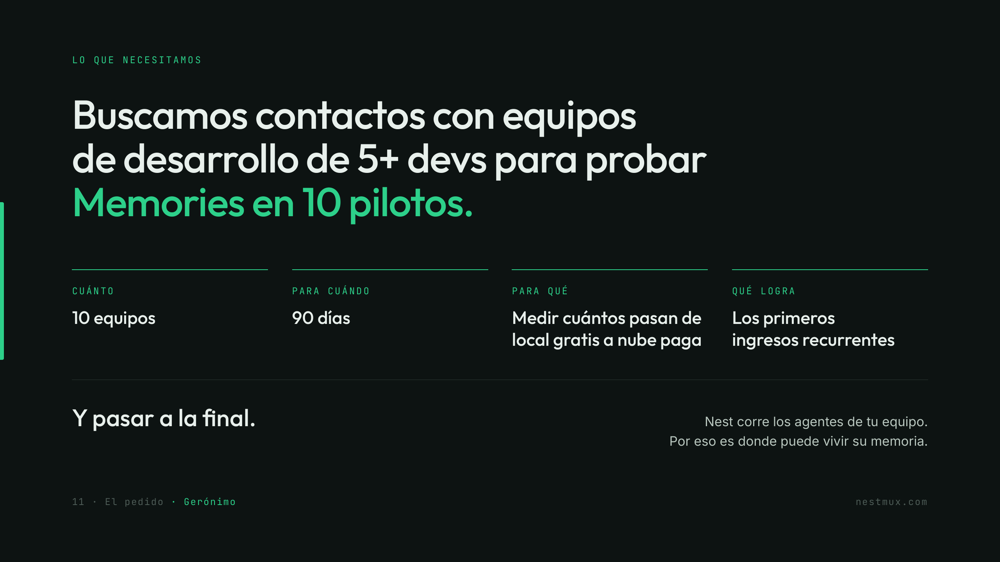 LO QUE NECESITAMOS
Buscamos contactos con equipos
de desarrollo de 5+ devs para probar
Memories en 10 pilotos.
CUÁNTO
10 equipos
PARA CUÁNDO
90 días
PARA QUÉ
Medir cuántos pasan de
local gratis a nube paga
QUÉ LOGRA
Los primeros
ingresos recurrentes
Y pasar a la final.
Nest corre los agentes de tu equipo.
Por eso es donde puede vivir su memoria.
11 · El pedido · Gerónimo
nestmux.com